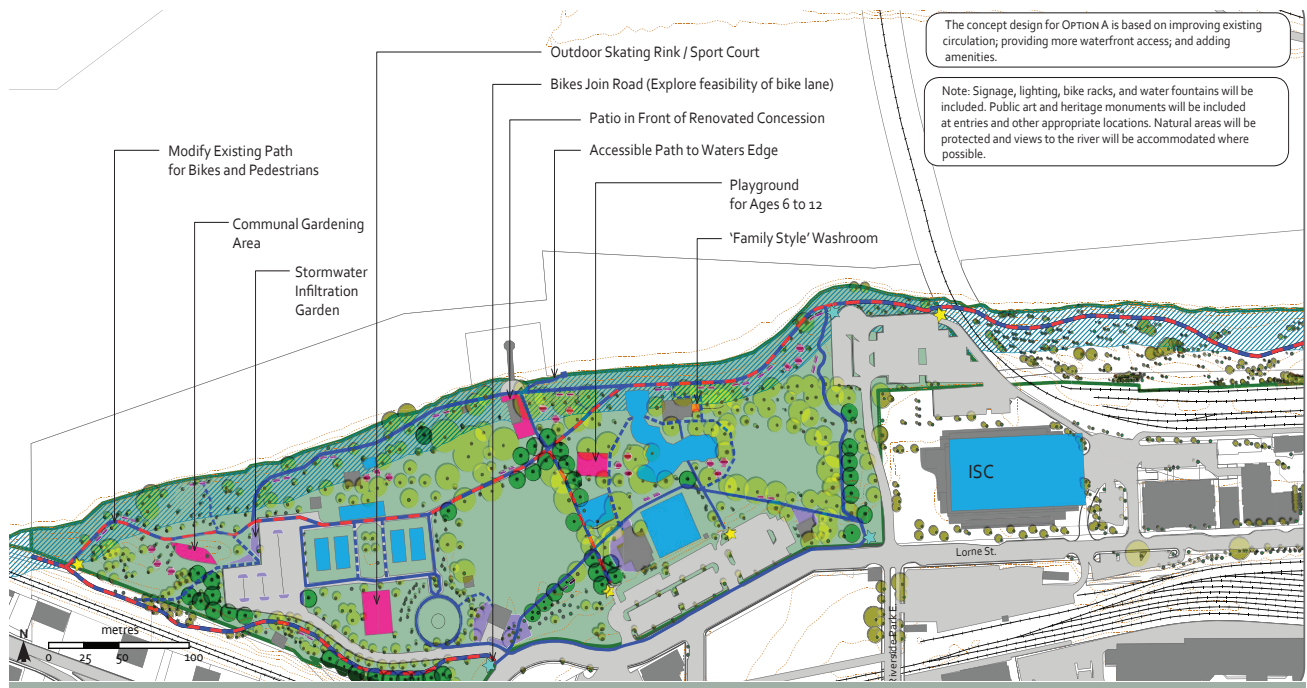 The concept design for OPTION A is based on improving existing
circulation; providing more waterfront access; and adding
amenities.
Note: Signage, lighting, bike racks, and water fountains will be
included. Public art and heritage monuments will be included
at entries and other appropriate locations. Natural areas will be
protected and views to the river will be accommodated where
possible.
Outdoor Skating Rink / Sport Court
Bikes Join Road (Explore feasibility of bike lane)
Patio in Front of Renovated Concession
Accessible Path to Waters Edge
Modify Existing Path
for Bikes and Pedestrians
Playground
for Ages 6 to 12
Communal Gardening
Area
'Family Style' Washroom
Stormwater
Infiltration
Garden
ISC
Lorne St.
Riverside Park E
N
metres
0 25 50 100